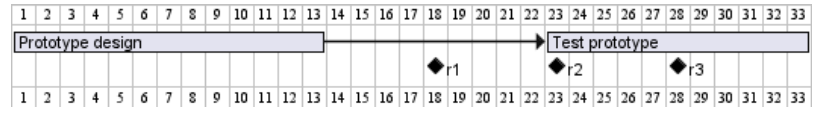 1 2 3 4 5 6 7 8 9 10 11 12 13 14 15 16 17 18 19 20 21 22 23 24 25 26 27 28 29 30 31 32 33
Prototype design Test prototype
r1 r2 r3
1 2 3 4 5 6 7 8 9 10 11 12 13 14 15 16 17 18 19 20 21 22 23 24 25 26 27 28 29 30 31 32 33